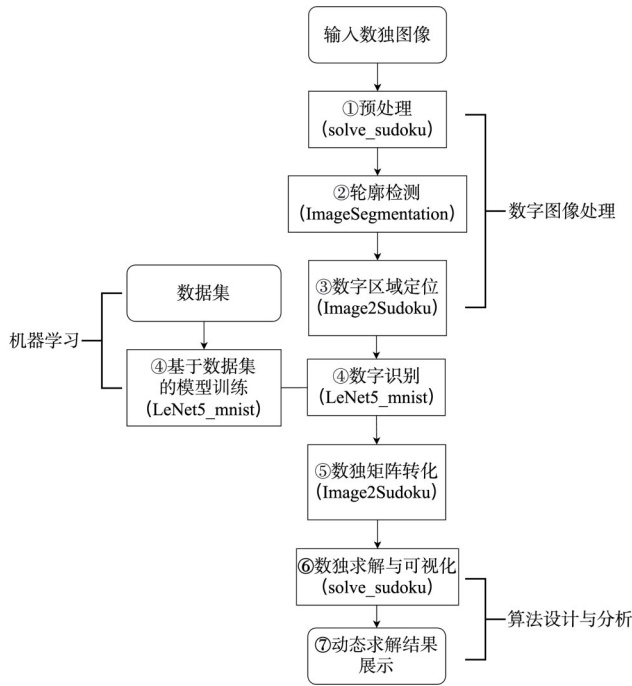 输入数独图像
①预处理
（solve_sudoku）
②轮廓检测
（ImageSegmentation）
数字图像处理
③数字区域定位
（Image2Sudoku）
数据集
机器学习
④基于数据集
的模型训练
（LeNet5_mnist）
④数字识别
（LeNet5_mnist）
⑤数独矩阵转化
（Image2Sudoku）
⑥数独求解与可视化
（solve_sudoku）
算法设计与分析
⑦动态求解结果
展示